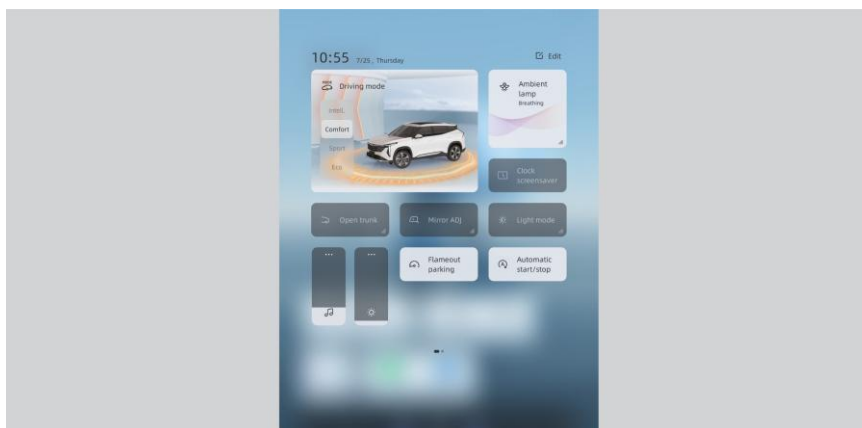 10:55 7/25, Thursday
Edit
Driving mode
Intell.
Comfort
Sport
Eco
Ambient
lamp
Breathing
Clock
screensaver
Open trunk
Mirror ADJ
Light mode
Flameout
parking
Automatic
start/stop